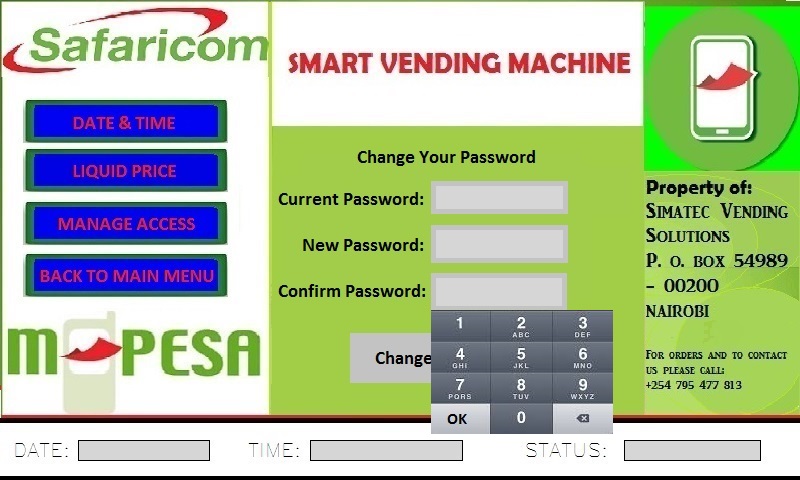 Safaricom
DATE & TIME
LIQUID PRICE
MANAGE ACCESS
BACK TO MAIN MENU
M PESA
SMART VENDING MACHINE
Change Your Password
Current Password:
New Password:
Confirm Password:
Change
1 2 ABC 3 DEF
4 GHI 5 JKL 6 MNO
7 PQRS 8 TUV 9 WXYZ
OK 0
Property of:
SIMATEC VENDING
SOLUTIONS
P. O. BOX 54989
- 00200
NAIROBI
FOR ORDERS AND TO CONTACT
US PLEASE CALL:
+254 795 477 813
DATE: TIME: STATUS: